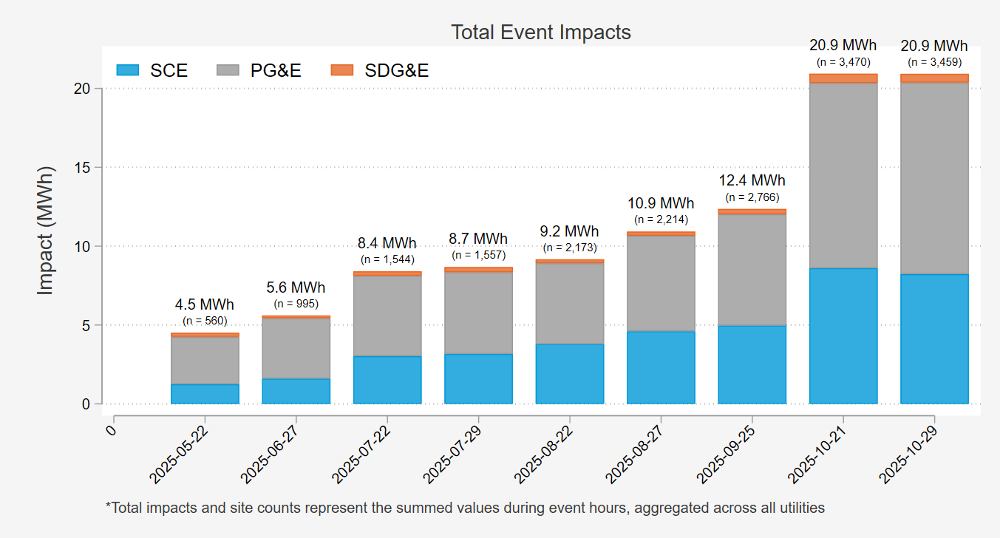 Total Event Impacts
SCE PG&E SDG&E
20.9 MWh
(n = 3,470)
20.9 MWh
(n = 3,459)
12.4 MWh
(n = 2,766)
10.9 MWh
(n = 2,214)
9.2 MWh
(n = 2,173)
8.7 MWh
(n = 1,557)
8.4 MWh
(n = 1,544)
5.6 MWh
(n = 995)
4.5 MWh
(n = 560)
Impact (MWh)
20
15
10
5
0
0
2025-05-22
2025-06-27
2025-07-22
2025-07-29
2025-08-22
2025-08-27
2025-09-25
2025-10-21
2025-10-29
*Total impacts and site counts represent the summed values during event hours, aggregated across all utilities